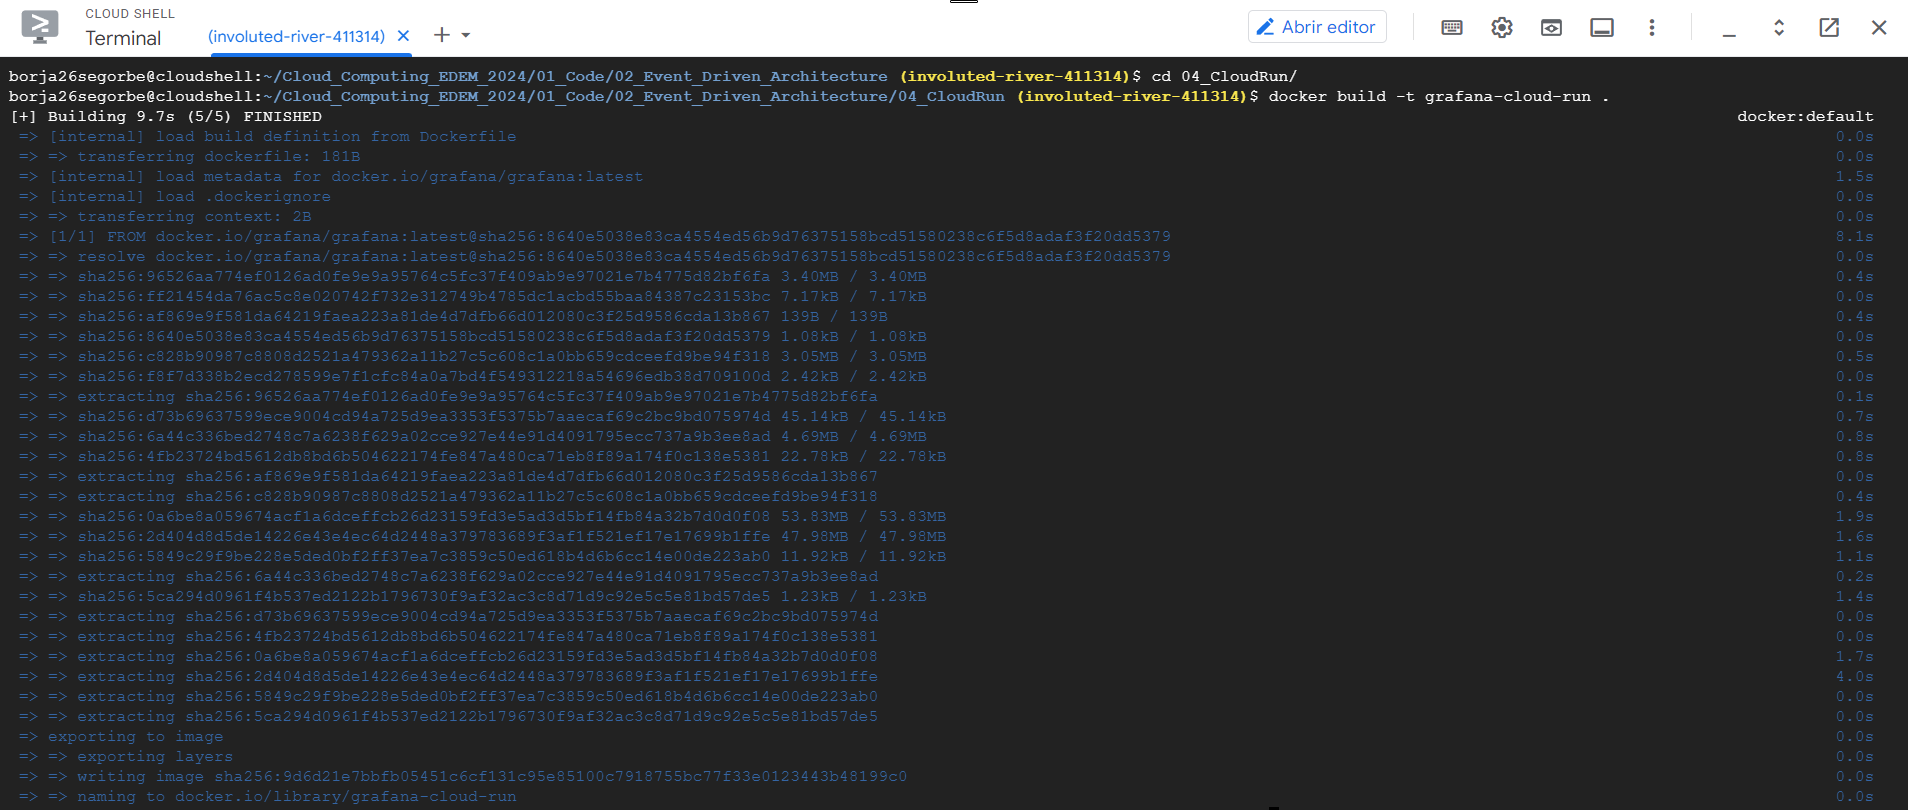 CLOUD SHELL
Terminal
(involuted-river-411314)
Abrir editor
borja26segorbe@cloudshell:~/Cloud_Computing_EDEM_2024/01_Code/02_Event_Driven_Architecture (involuted-river-411314)$ cd 04_CloudRun/
borja26segorbe@cloudshell:~/Cloud_Computing_EDEM_2024/01_Code/02_Event_Driven_Architecture/04_CloudRun (involuted-river-411314)$ docker build -t grafana-cloud-run .
[+] Building 9.7s (5/5) FINISHED docker:default
=> [internal] load build definition from Dockerfile 0.0s
=> => transferring dockerfile: 181B 0.0s
=> [internal] load metadata for docker.io/grafana/grafana:latest 1.5s
=> [internal] load .dockerignore 0.0s
=> => transferring context: 2B 0.0s
=> [1/1] FROM docker.io/grafana/grafana:latest@sha256:8640e5038e83ca4554ed56b9d76375158bcd51580238c6f5d8adaf3f20dd5379 8.1s
=> => resolve docker.io/grafana/grafana:latest@sha256:8640e5038e83ca4554ed56b9d76375158bcd51580238c6f5d8adaf3f20dd5379 0.0s
=> => sha256:96526aa774ef0126ad0fe9e9a95764c5fc37f409ab9e97021e7b4775d82bf6fa 3.40MB / 3.40MB 0.4s
=> => sha256:ff21454da76ac5c8e020742f732e312749b4785dc1acbd55baa84387c23153bc 7.17kB / 7.17kB 0.0s
=> => sha256:af869e9f581da64219faea223a81de4d7dfb66d012080c3f25d9586cda13b867 139B / 139B 0.4s
=> => sha256:8640e5038e83ca4554ed56b9d76375158bcd51580238c6f5d8adaf3f20dd5379 1.08kB / 1.08kB 0.0s
=> => sha256:c828b90987c8808d2521a479362a11b27c5c608c1a0bb659cdceefd9be94f318 3.05MB / 3.05MB 0.5s
=> => sha256:f8f7d338b2ecd278599e7f1cfc84a0a7bd4f549312218a54696edb38d709100d 2.42kB / 2.42kB 0.0s
=> => extracting sha256:96526aa774ef0126ad0fe9e9a95764c5fc37f409ab9e97021e7b4775d82bf6fa 0.1s
=> => sha256:d73b69637599ece9004cd94a725d9ea3353f5375b7aaecaf69c2bc9bd075974d 45.14kB / 45.14kB 0.7s
=> => sha256:6a44c336bed2748c7a6238f629a02cce927e44e91d4091795ecc737a9b3ee8ad 4.69MB / 4.69MB 0.8s
=> => sha256:4fb23724bd5612db8bd6b504622174fe847a480ca71eb8f89a174f0c138e5381 22.78kB / 22.78kB 0.8s
=> => extracting sha256:af869e9f581da64219faea223a81de4d7dfb66d012080c3f25d9586cda13b867 0.0s
=> => extracting sha256:c828b90987c8808d2521a479362a11b27c5c608c1a0bb659cdceefd9be94f318 0.4s
=> => sha256:0a6be8a059674acf1a6dceffcb26d23159fd3e5ad3d5bf14fb84a32b7d0d0f08 53.83MB / 53.83MB 1.9s
=> => sha256:2d404d8d5de14226e43e4ec64d2448a379783689f3af1f521ef17e17699b1ffe 47.98MB / 47.98MB 1.6s
=> => sha256:5849c29f9be228e5ded0bf2ff37ea7c3859c50ed618b4d6b6cc14e00de223ab0 11.92kB / 11.92kB 1.1s
=> => extracting sha256:6a44c336bed2748c7a6238f629a02cce927e44e91d4091795ecc737a9b3ee8ad 0.2s
=> => sha256:5ca294d0961f4b537ed2122b1796730f9af32ac3c8d71d9c92e5c5e81bd57de5 1.23kB / 1.23kB 1.4s
=> => extracting sha256:d73b69637599ece9004cd94a725d9ea3353f5375b7aaecaf69c2bc9bd075974d 0.0s
=> => extracting sha256:4fb23724bd5612db8bd6b504622174fe847a480ca71eb8f89a174f0c138e5381 0.0s
=> => extracting sha256:0a6be8a059674acf1a6dceffcb26d23159fd3e5ad3d5bf14fb84a32b7d0d0f08 1.7s
=> => extracting sha256:2d404d8d5de14226e43e4ec64d2448a379783689f3af1f521ef17e17699b1ffe 4.0s
=> => extracting sha256:5849c29f9be228e5ded0bf2ff37ea7c3859c50ed618b4d6b6cc14e00de223ab0 0.0s
=> => extracting sha256:5ca294d0961f4b537ed2122b1796730f9af32ac3c8d71d9c92e5c5e81bd57de5 0.0s
=> exporting to image 0.0s
=> => exporting layers 0.0s
=> => writing image sha256:9d6d21e7bbfb05451c6cf131c95e85100c7918755bc77f33e0123443b48199c0 0.0s
=> => naming to docker.io/library/grafana-cloud-run 0.0s